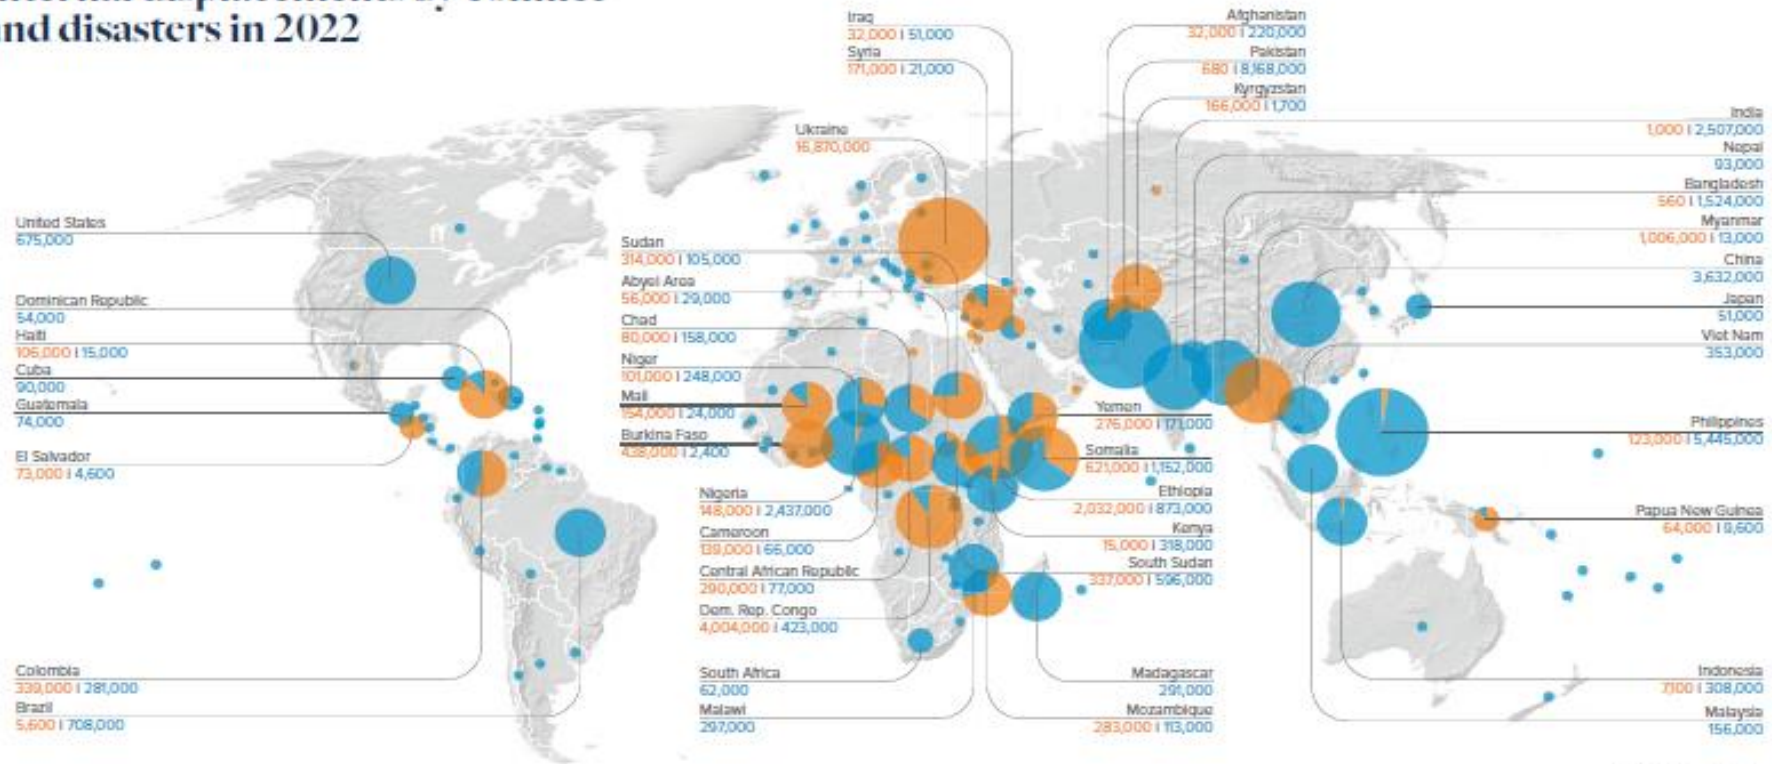 and disasters in 2022
Iraq
32,000 | 51,000
Syria
171,000 | 21,000
Afghanistan
32,000 | 220,000
Pakistan
680 | 8,168,000
Kyrgyzstan
166,000 | 1,700
Ukraine
16,870,000
India
1,000 | 2,507,000
Nepal
93,000
Bangladesh
560 | 1,524,000
Myanmar
1,006,000 | 13,000
China
3,632,000
Japan
51,000
Viet Nam
353,000
United States
675,000
Dominican Republic
54,000
Haiti
106,000 | 15,000
Cuba
90,000
Guatemala
74,000
El Salvador
73,000 | 4,600
Sudan
314,000 | 105,000
Abyei Area
56,000 | 29,000
Chad
80,000 | 158,000
Niger
101,000 | 248,000
Mali
154,000 | 24,000
Burkina Faso
438,000 | 2,400
Yemen
276,000 | 171,000
Somalia
621,000 | 1,152,000
Ethiopia
2,032,000 | 873,000
Kenya
15,000 | 318,000
South Sudan
337,000 | 596,000
Philippines
123,000 | 5,445,000
Papua New Guinea
64,000 | 9,600
Nigeria
148,000 | 2,437,000
Cameroon
139,000 | 66,000
Central African Republic
290,000 | 77,000
Dem. Rep. Congo
4,004,000 | 423,000
South Africa
62,000
Malawi
297,000
Madagascar
291,000
Mozambique
283,000 | 113,000
Colombia
339,000 | 281,000
Brazil
5,600 | 708,000
Indonesia
7,100 | 308,000
Malaysia
156,000